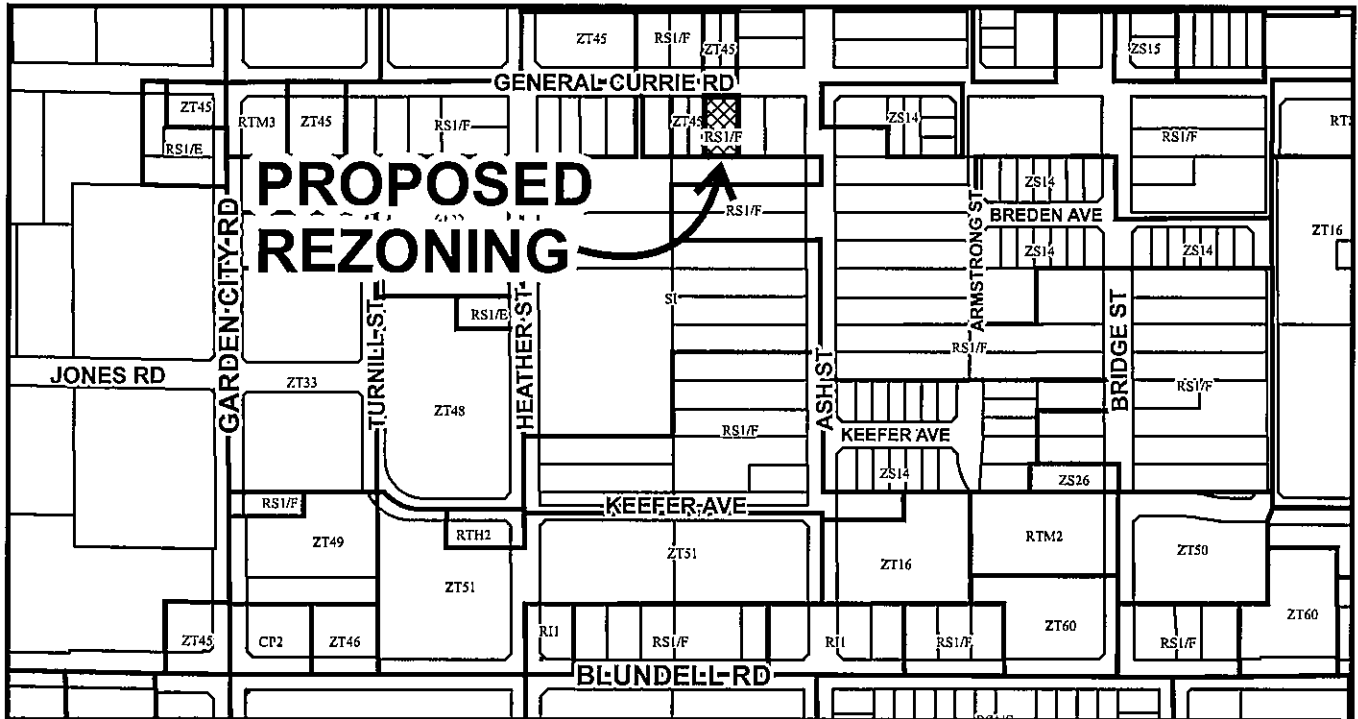 ZT45
RS1/F
ZT45
ZS15
GENERAL CURRIE RD
ZT45
RTM3
ZT45
RS1/F
ZT45
RS1/F
ZS14
RS1/F
RS1/E
PROPOSED
REZONING
RS1/F
ZS14
BREDEN AVE
ZS14
ZS14
ZT16
GARDEN CITY RD
TURNILL ST
HEATHER ST
ASH ST
ARMSTRONG ST
BRIDGE ST
RS1/E
SI
RS1/F
JONES RD
ZT33
ZT48
RS1/F
RS1/F
KEEFER AVE
ZS14
ZS26
RS1/F
KEEFER AVE
ZT49
RTH2
ZT51
ZT51
ZT16
RTM2
ZT50
ZT45
CP2
ZT46
RI1
RS1/F
RI1
RS1/F
ZT60
RS1/F
ZT60
BLUNDELL RD